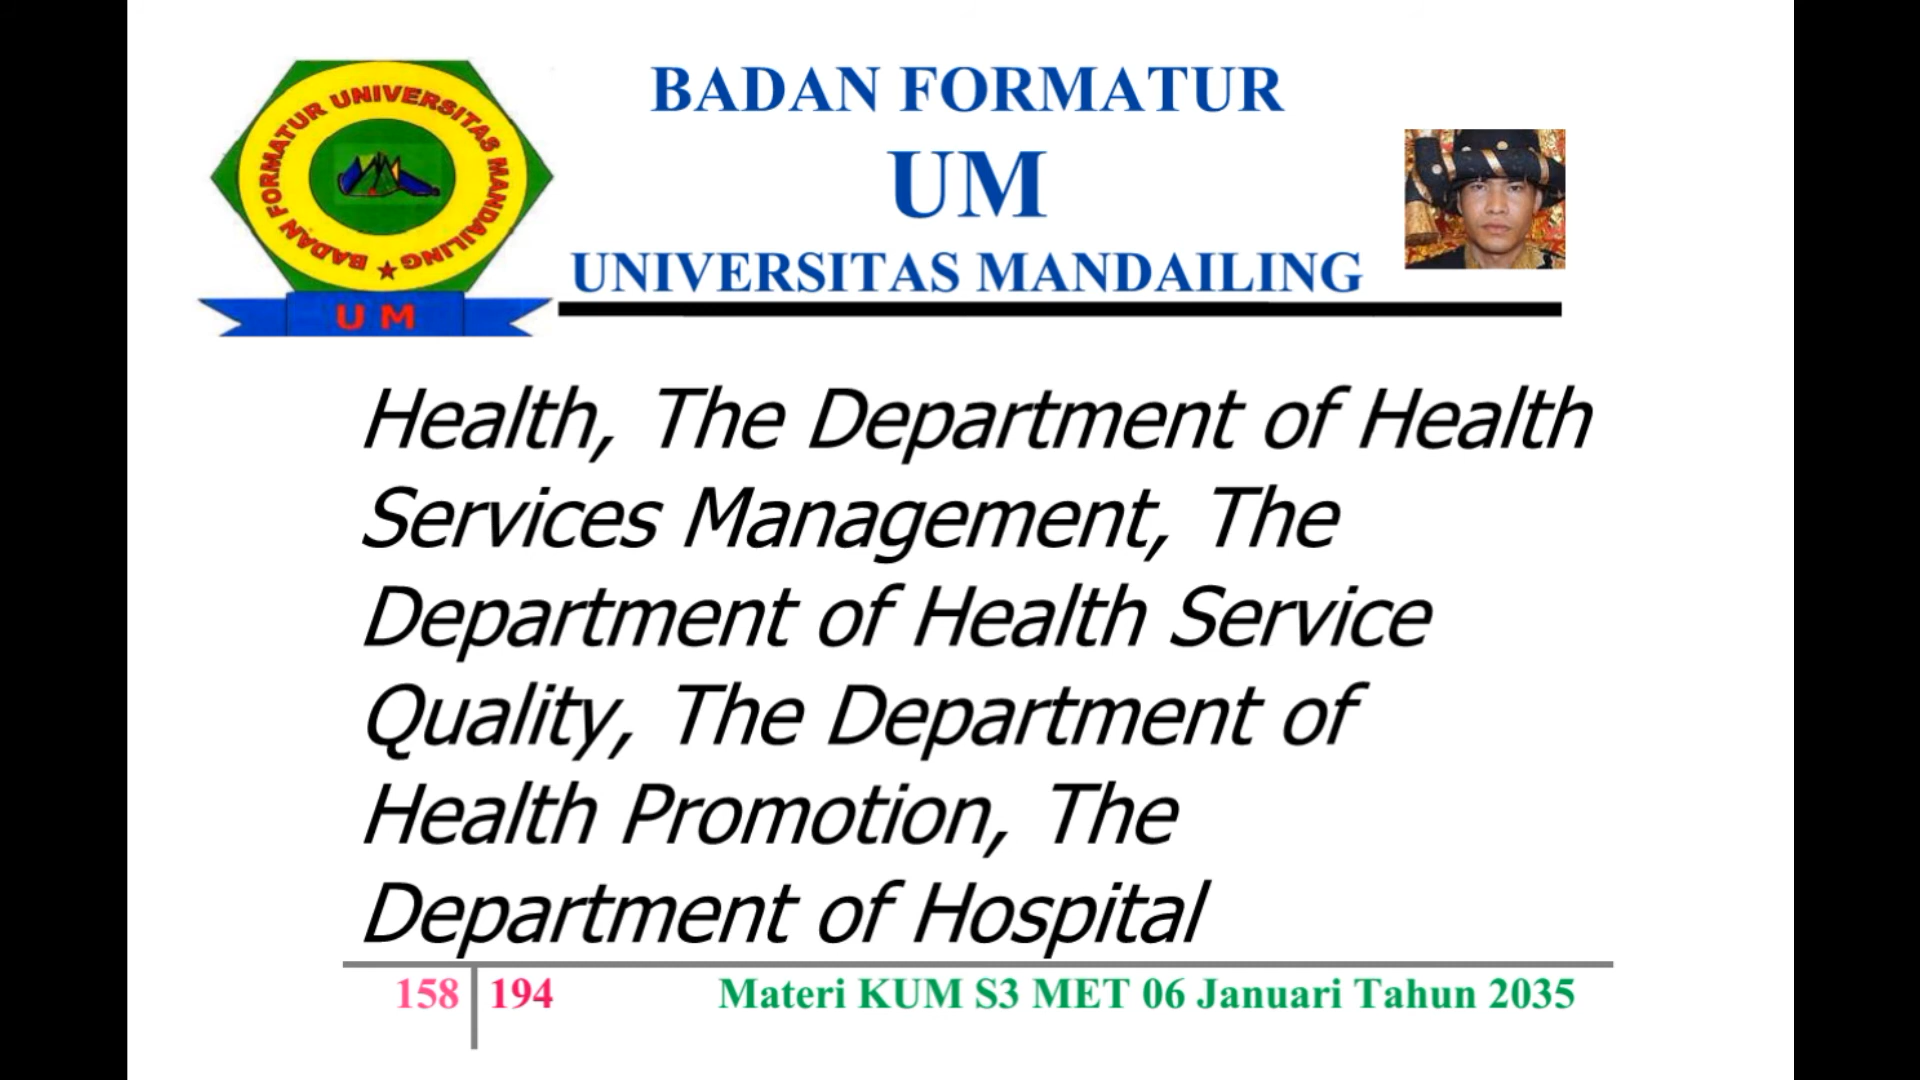 BADAN FORMATUR UNIVERSITAS MANDAILING
U M
BADAN FORMATUR
UM
UNIVERSITAS MANDAILING
Health, The Department of Health
Services Management, The
Department of Health Service
Quality, The Department of
Health Promotion, The
Department of Hospital
158 194 Materi KUM S3 MET 06 Januari Tahun 2035